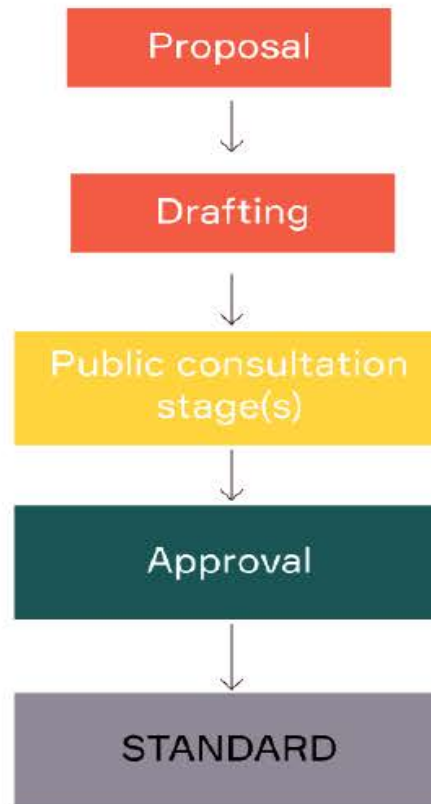 Proposal
Drafting
Public consultation
stage(s)
Approval
STANDARD